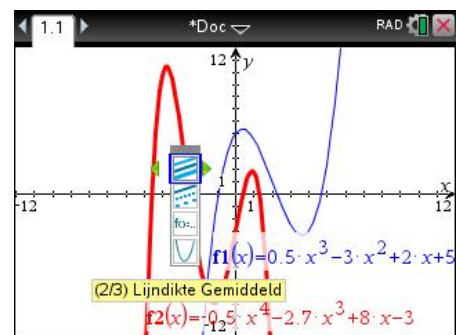 1.1 *Doc RAD
12 y
1
-12 1 x 12
f1(x)=0.5·x³-3·x²+2·x+5
(2/3) Lijndikte Gemiddeld
f2(x)=-0.5·x⁴-2.7·x³+8·x-3
-12